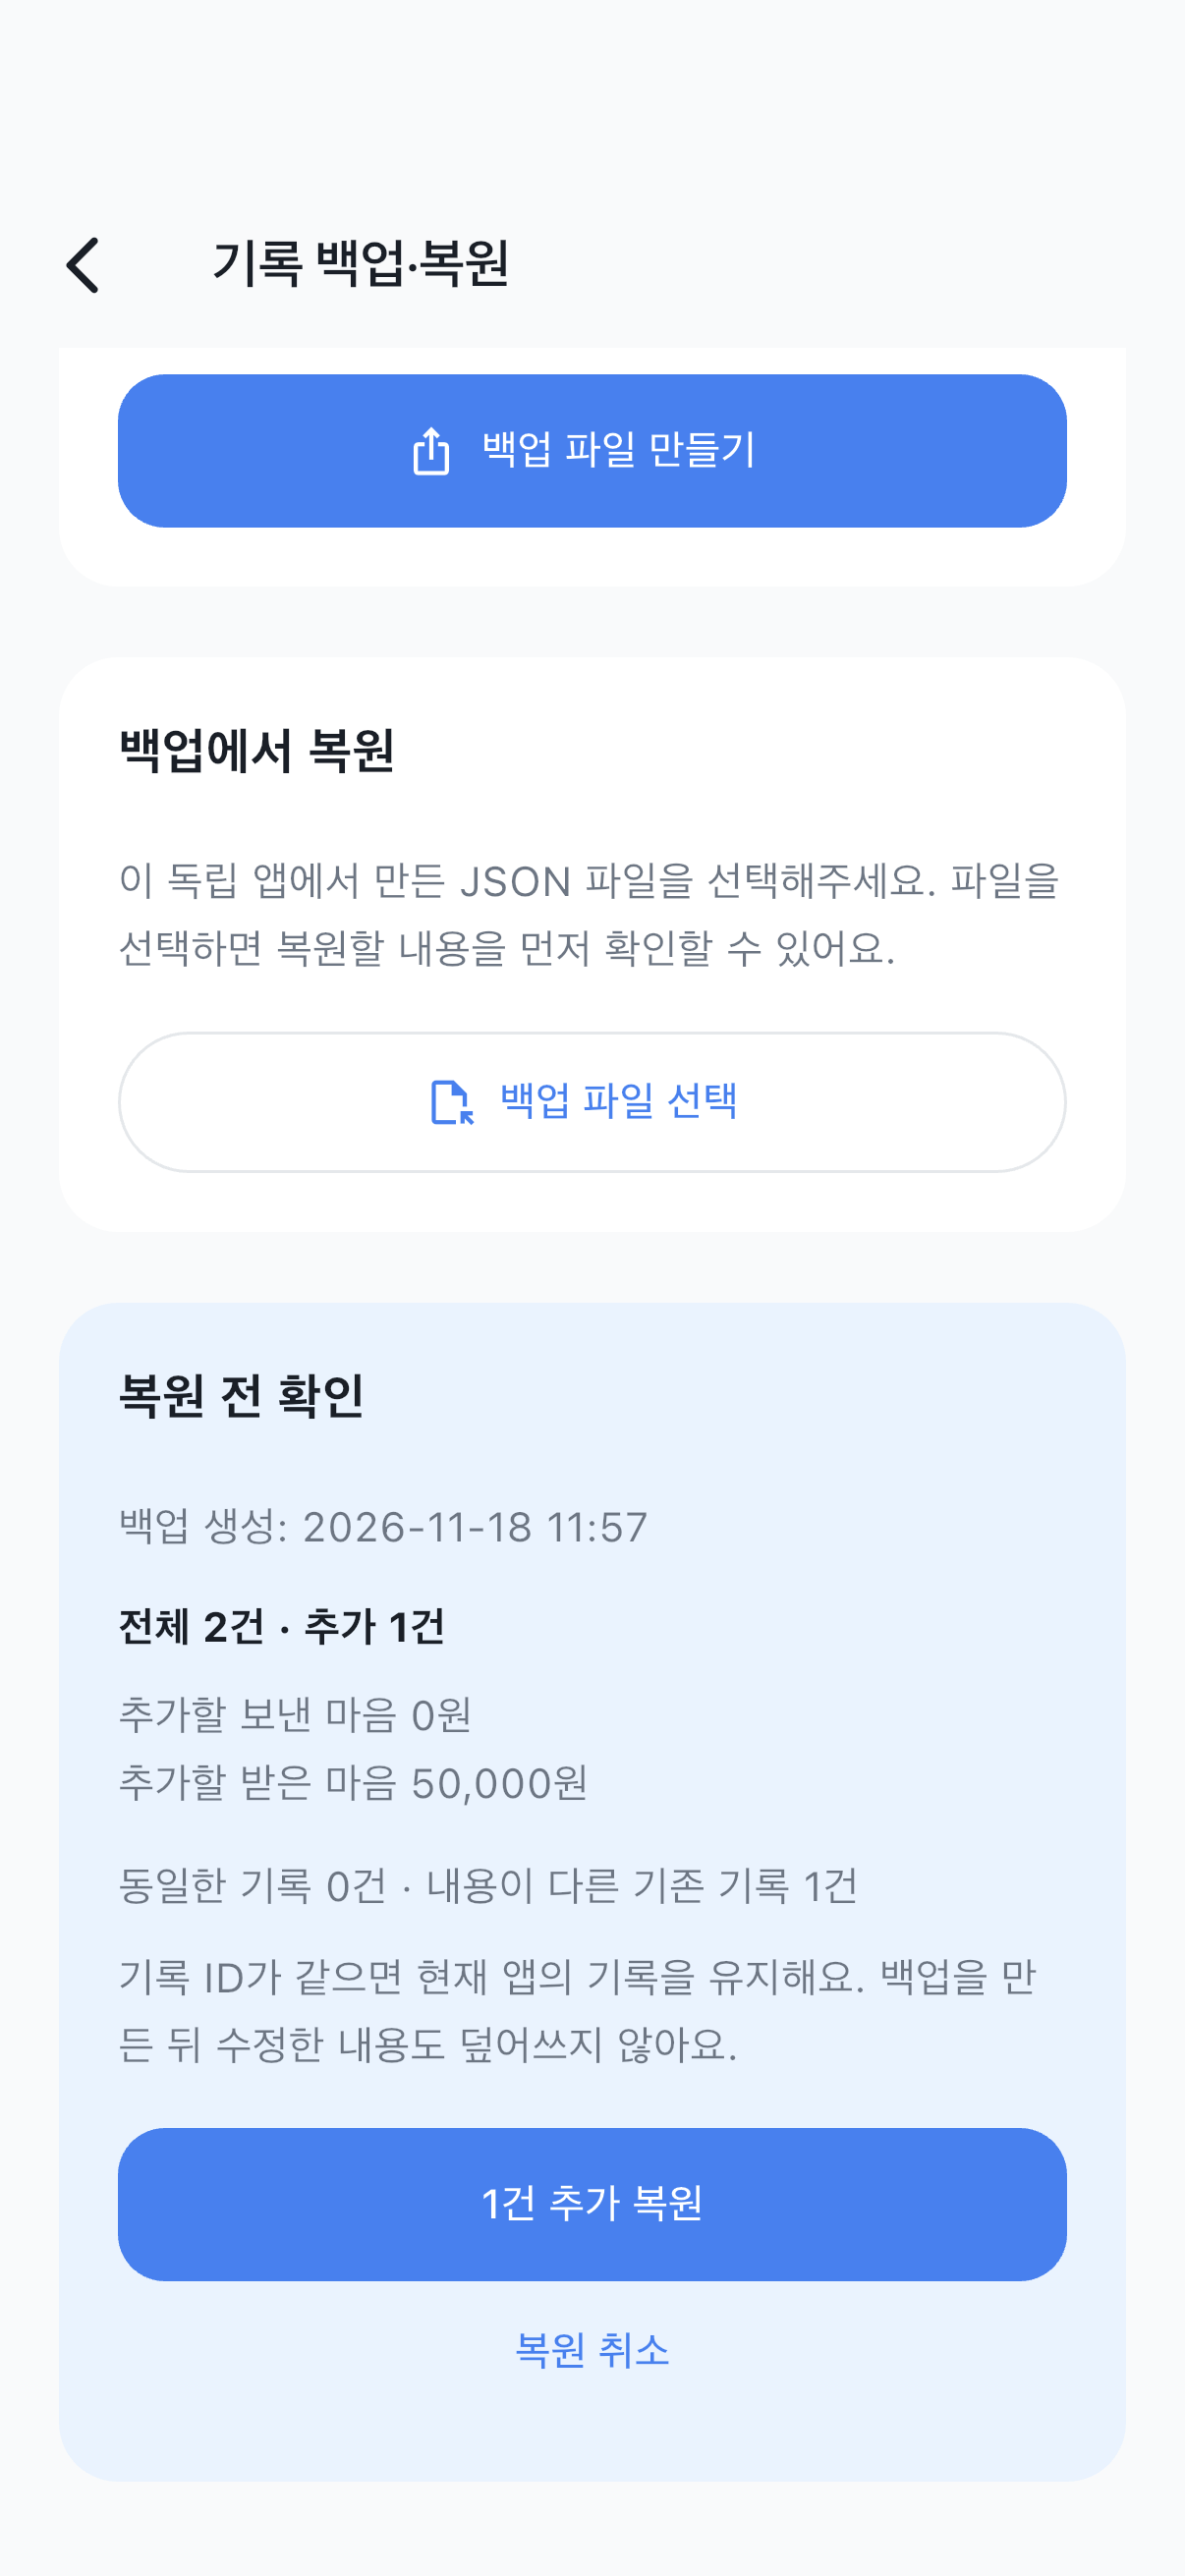 기록 백업·복원
백업 파일 만들기
백업에서 복원
이 독립 앱에서 만든 JSON 파일을 선택해주세요. 파일을
선택하면 복원할 내용을 먼저 확인할 수 있어요.
백업 파일 선택
복원 전 확인
백업 생성: 2026-11-18 11:57
전체 2건 · 추가 1건
추가할 보낸 마음 0원
추가할 받은 마음 50,000원
동일한 기록 0건 · 내용이 다른 기존 기록 1건
기록 ID가 같으면 현재 앱의 기록을 유지해요. 백업을 만
든 뒤 수정한 내용도 덮어쓰지 않아요.
1건 추가 복원
복원 취소